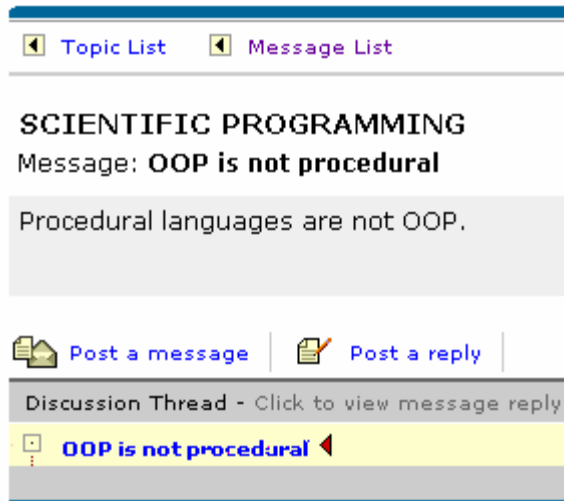 Topic List Message List
SCIENTIFIC PROGRAMMING
Message: OOP is not procedural
Procedural languages are not OOP.
Post a message Post a reply
Discussion Thread - Click to view message reply
OOP is not procedural